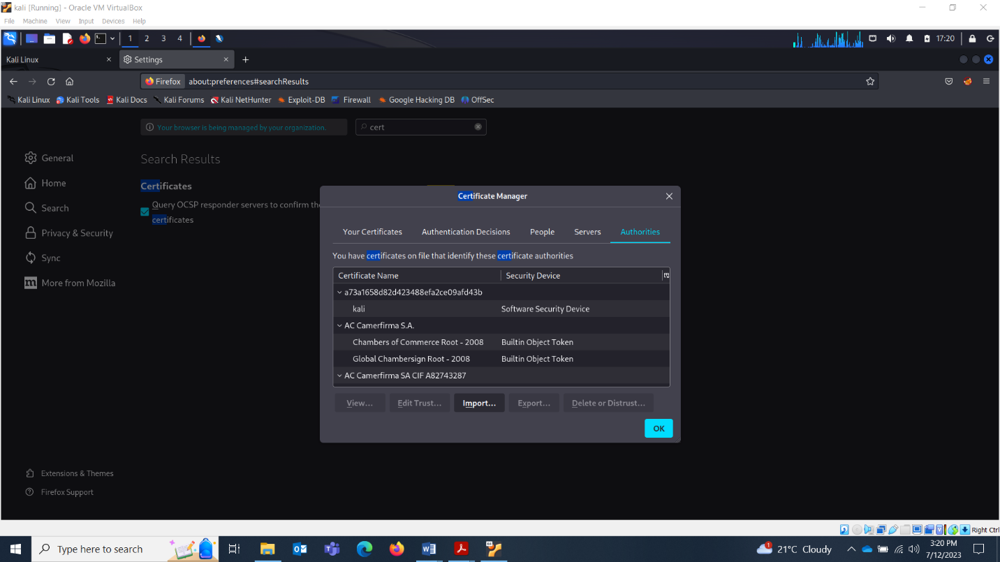 kali [Running] - Oracle VM VirtualBox
File Machine View Input Devices Help
1 2 3 4 17:20
Kali Linux Settings
Firefox about:preferences#searchResults
Kali Linux Kali Tools Kali Docs Kali Forums Kali NetHunter Exploit-DB Firewall Google Hacking DB OffSec
Your browser is being managed by your organization. cert
General
Home
Search
Privacy & Security
Sync
More from Mozilla
Extensions & Themes
Firefox Support
Search Results
Certificates
Query OCSP responder servers to confirm the
certificates
Certificate Manager
Your Certificates Authentication Decisions People Servers Authorities
You have certificates on file that identify these certificate authorities
Certificate Name Security Device
a73a1658d82d423488efa2ce09afd43b
kali Software Security Device
AC Camerfirma S.A.
Chambers of Commerce Root - 2008 Builtin Object Token
Global Chambersign Root - 2008 Builtin Object Token
AC Camerfirma SA CIF A82743287
View... Edit Trust... Import... Export... Delete or Distrust...
OK
Right Ctrl
Type here to search
1 21°C Cloudy
3:20 PM
7/12/2023